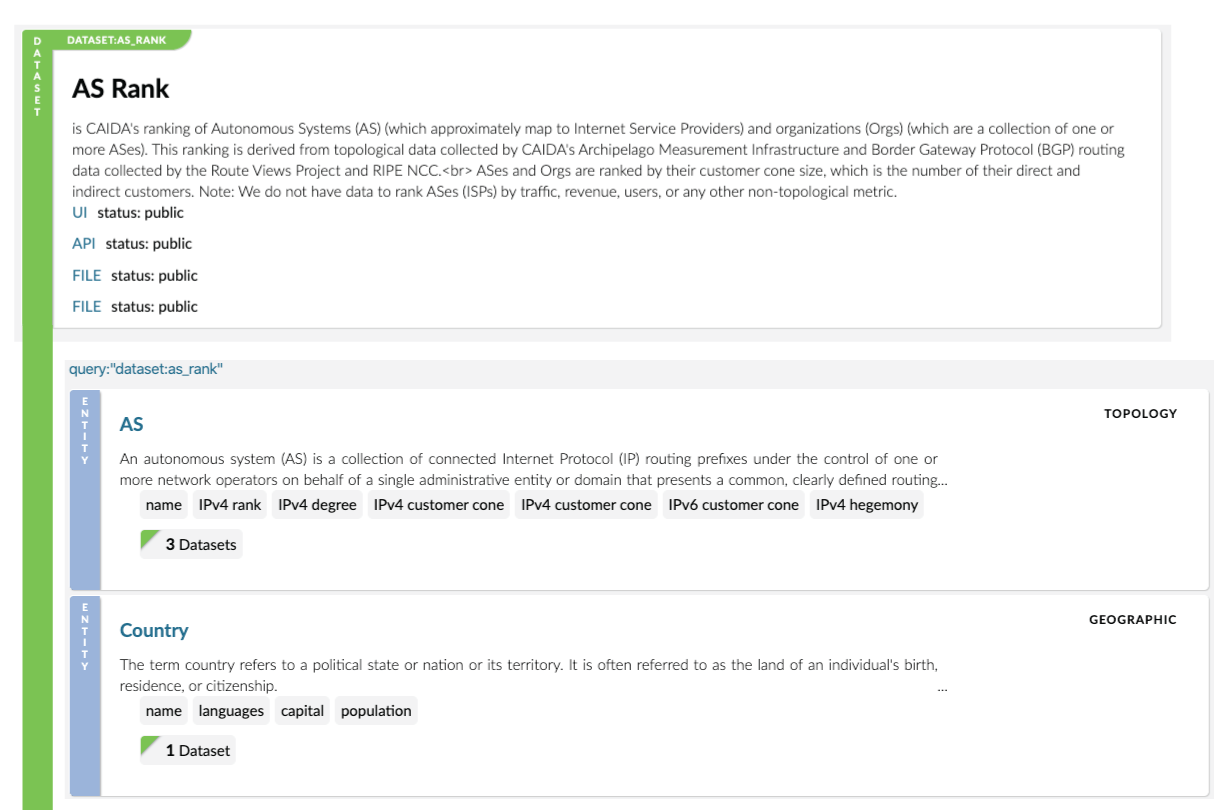 DATASET
DATASET:AS_RANK
AS Rank
is CAIDA's ranking of Autonomous Systems (AS) (which approximately map to Internet Service Providers) and organizations (Orgs) (which are a collection of one or
more ASes). This ranking is derived from topological data collected by CAIDA's Archipelago Measurement Infrastructure and Border Gateway Protocol (BGP) routing
data collected by the Route Views Project and RIPE NCC.<br> ASes and Orgs are ranked by their customer cone size, which is the number of their direct and
indirect customers. Note: We do not have data to rank ASes (ISPs) by traffic, revenue, users, or any other non-topological metric.
UI status: public
API status: public
FILE status: public
FILE status: public
query:"dataset:as_rank"
ENTITY
AS
TOPOLOGY
An autonomous system (AS) is a collection of connected Internet Protocol (IP) routing prefixes under the control of one or
more network operators on behalf of a single administrative entity or domain that presents a common, clearly defined routing...
name IPv4 rank IPv4 degree IPv4 customer cone IPv4 customer cone IPv6 customer cone IPv4 hegemony
3 Datasets
ENTITY
Country
GEOGRAPHIC
The term country refers to a political state or nation or its territory. It is often referred to as the land of an individual's birth,
residence, or citizenship. ...
name languages capital population
1 Dataset